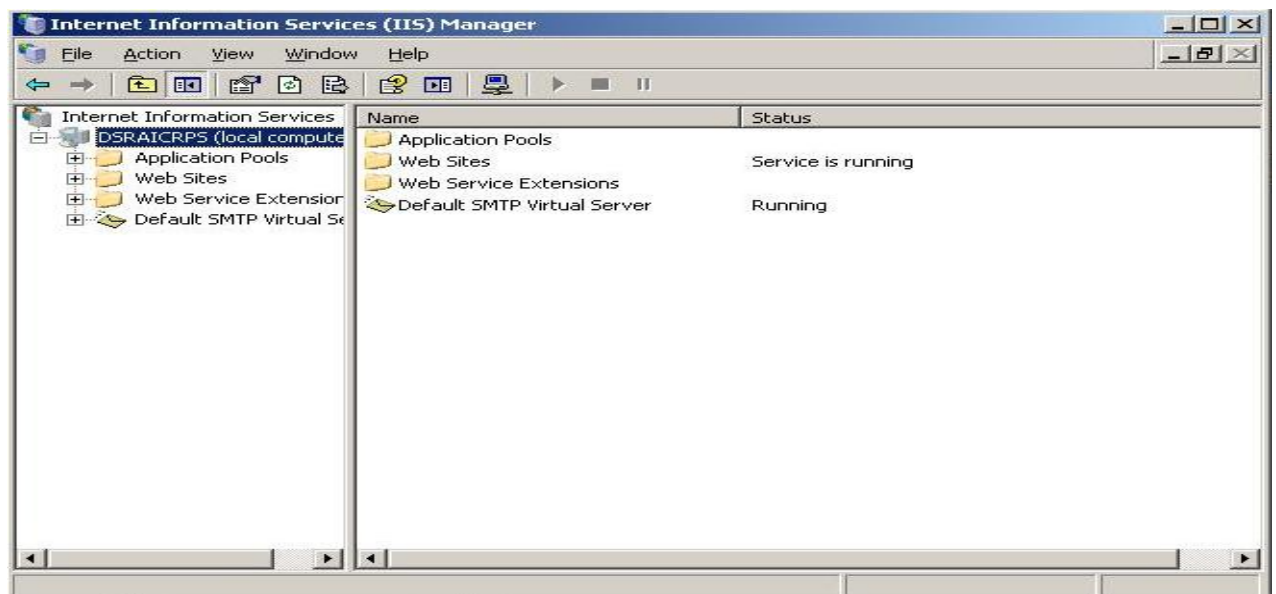 Internet Information Services (IIS) Manager
File Action View Window Help
Internet Information Services
DSRAICRPS (local compute
Application Pools
Web Sites
Web Service Extension
Default SMTP Virtual Se
Name Status
Application Pools
Web Sites Service is running
Web Service Extensions
Default SMTP Virtual Server Running